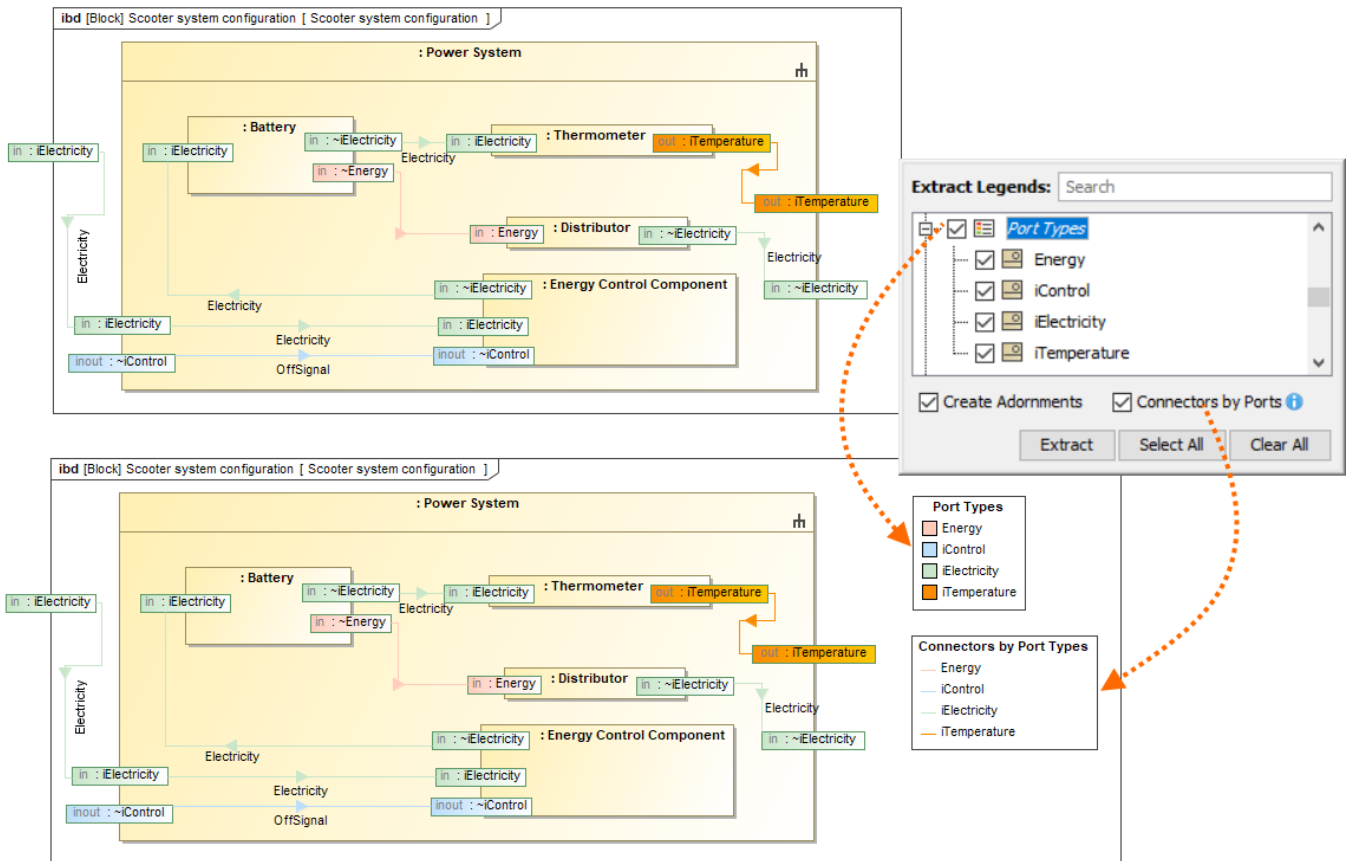 ibd [Block] Scooter system configuration [ Scooter system configuration ]
: Power System
: Battery
in : ~iElectricity
in : iElectricity
: Thermometer
out : iTemperature
in : iElectricity
in : iElectricity
Electricity
in : ~Energy
out : iTemperature
in : Energy
: Distributor
in : ~iElectricity
Electricity
Electricity
in : ~iElectricity
: Energy Control Component
in : ~iElectricity
Electricity
in : iElectricity
in : iElectricity
Electricity
inout : ~iControl
inout : ~iControl
OffSignal
Extract Legends: Search
Port Types
Energy
iControl
iElectricity
iTemperature
Create Adornments Connectors by Ports
Extract Select All Clear All
ibd [Block] Scooter system configuration [ Scooter system configuration ]
: Power System
: Battery
in : ~iElectricity
in : iElectricity
: Thermometer
out : iTemperature
in : iElectricity
in : iElectricity
Electricity
in : ~Energy
out : iTemperature
in : Energy
: Distributor
in : ~iElectricity
Electricity
Electricity
in : ~iElectricity
: Energy Control Component
in : ~iElectricity
Electricity
in : iElectricity
in : iElectricity
Electricity
inout : ~iControl
inout : ~iControl
OffSignal
Port Types
Energy
iControl
iElectricity
iTemperature
Connectors by Port Types
Energy
iControl
iElectricity
iTemperature